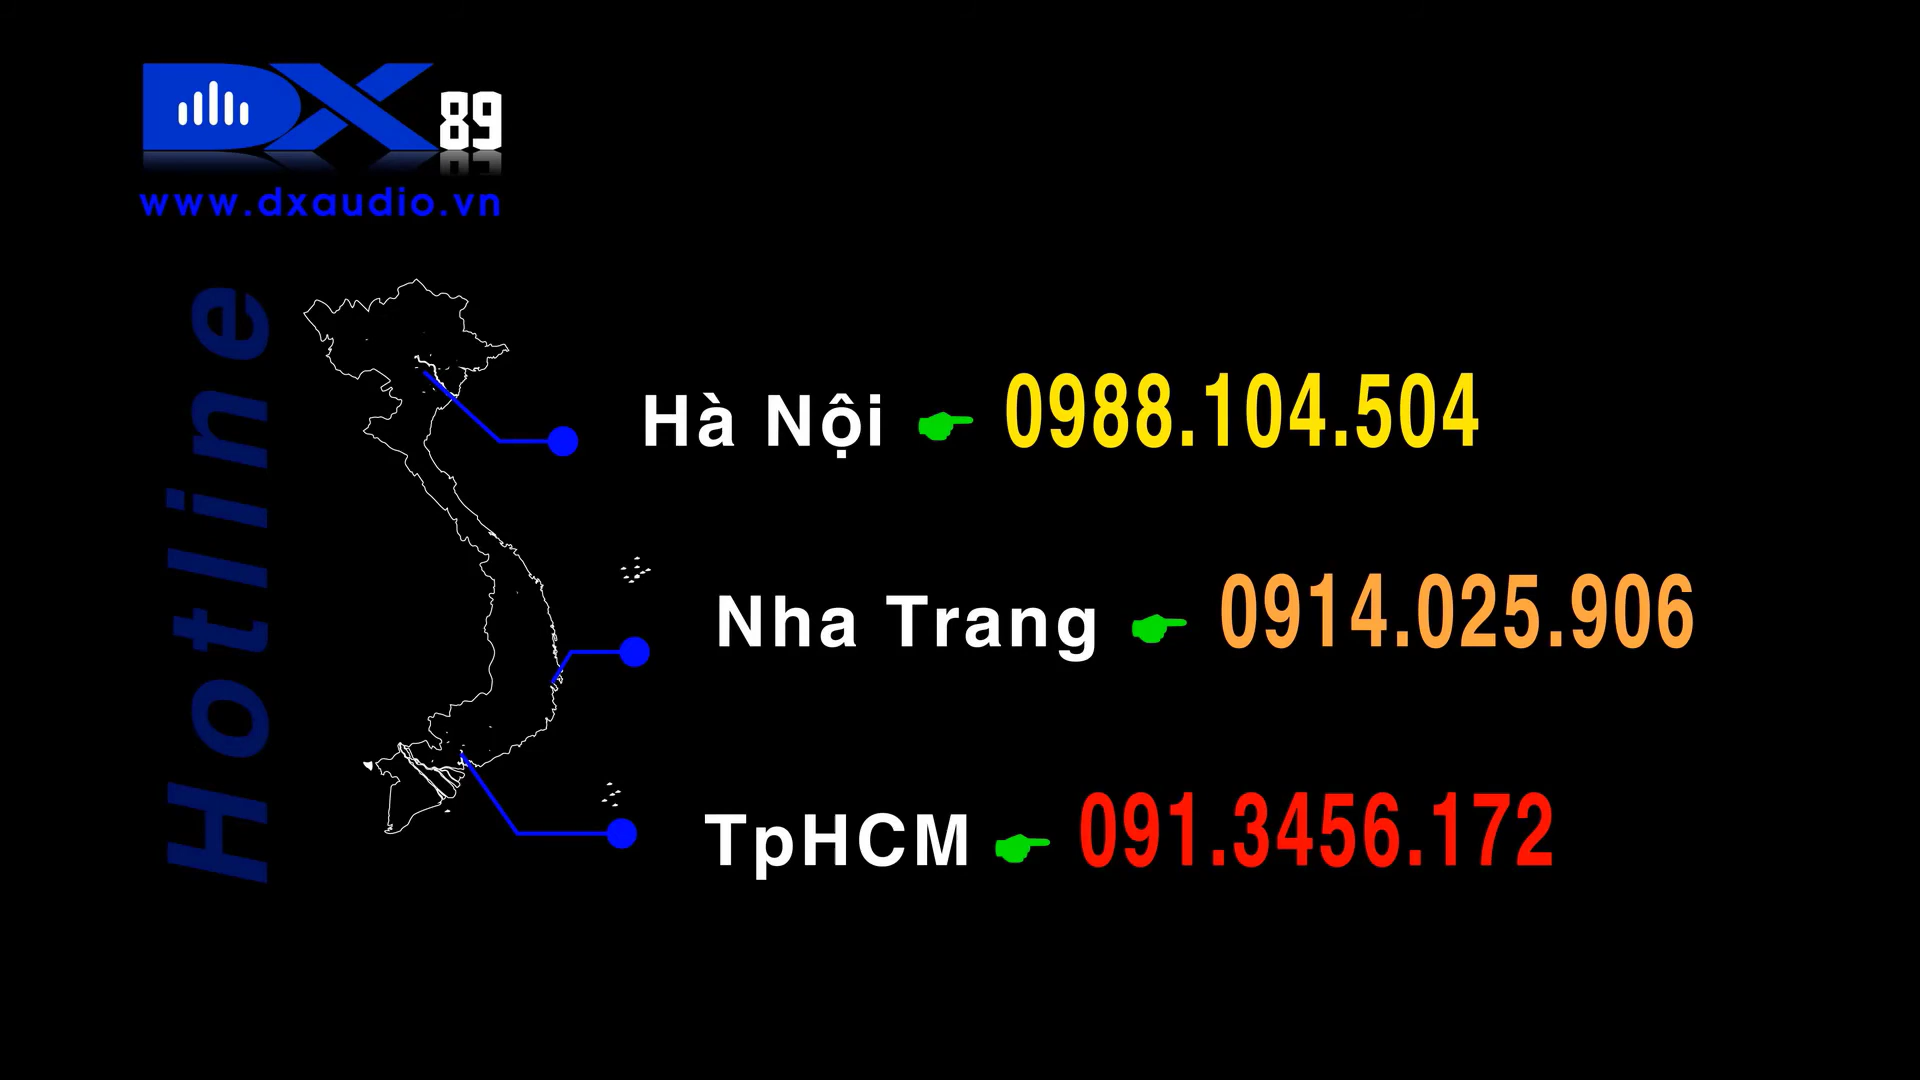 DX 89
www.dxaudio.vn
Hotline
Hà Nội 0988.104.504
Nha Trang 0914.025.906
TpHCM 091.3456.172